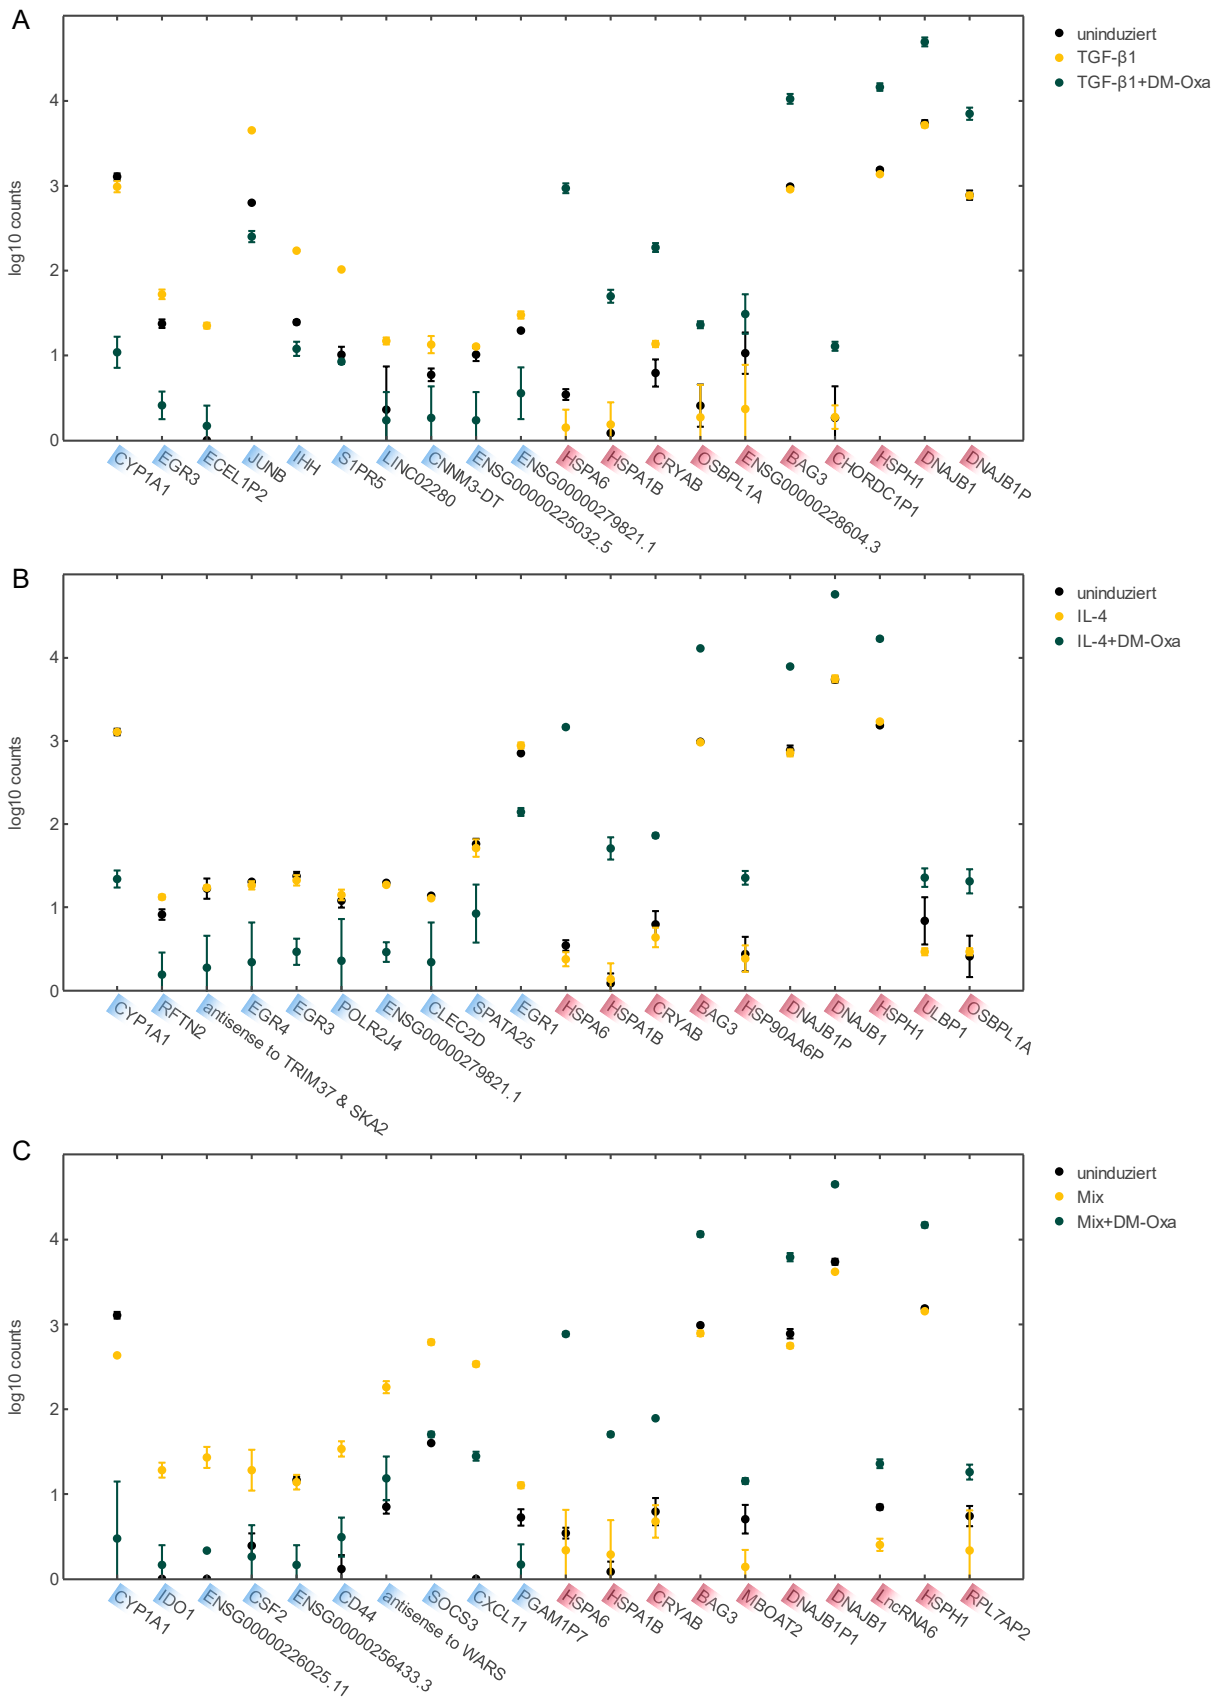 A
uninduziert
TGF-β1
TGF-β1+DM-Oxa
log10 counts
4
3
2
1
0
CYP1A1
EGR3
ECEL1P2
JUNB
IHH
S1PR5
LINC02280
CNNM3-DT
ENSG00000225032.5
ENSG00000279821.1
HSPA6
HSPA1B
CRYAB
OSBPL1A
ENSG00000228604.3
BAG3
CHORDC1P1
HSPH1
DNAJB1
DNAJB1P
B
uninduziert
IL-4
IL-4+DM-Oxa
log10 counts
4
3
2
1
0
CYP1A1
RFTN2
antisense to TRIM37 & SKA2
EGR4
EGR3
POLR2J4
ENSG00000279821.1
CLEC2D
SPATA25
EGR1
HSPA6
HSPA1B
CRYAB
BAG3
HSP90AA6P
DNAJB1P
DNAJB1
HSPH1
ULBP1
OSBPL1A
C
uninduziert
Mix
Mix+DM-Oxa
log10 counts
4
3
2
1
0
CYP1A1
IDO1
ENSG00000226025.11
CSF2
ENSG00000256433.3
CD44
antisense to WARS
SOCS3
CXCL11
PGAM1P7
HSPA6
HSPA1B
CRYAB
BAG3
MBOAT2
DNAJB1P1
DNAJB1
LncRNA6
HSPH1
RPL7AP2